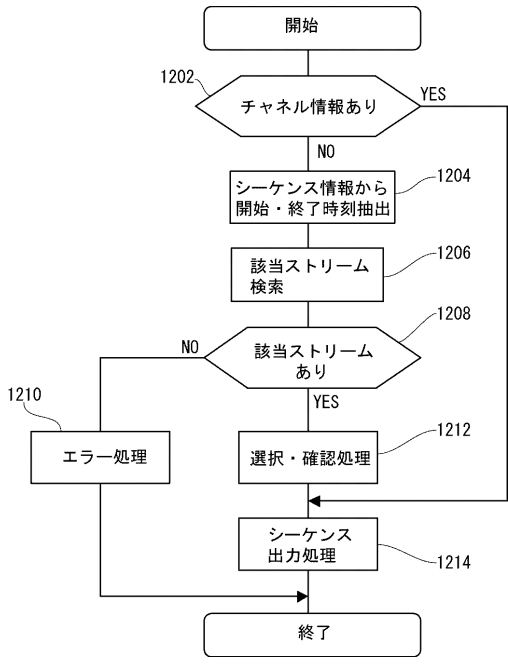 開始
1202
チャネル情報あり
YES
NO
シーケンス情報から
開始・終了時刻抽出
1204
該当ストリーム
検索
1206
該当ストリーム
あり
1208
NO
YES
1210
エラー処理
選択・確認処理
1212
シーケンス
出力処理
1214
終了